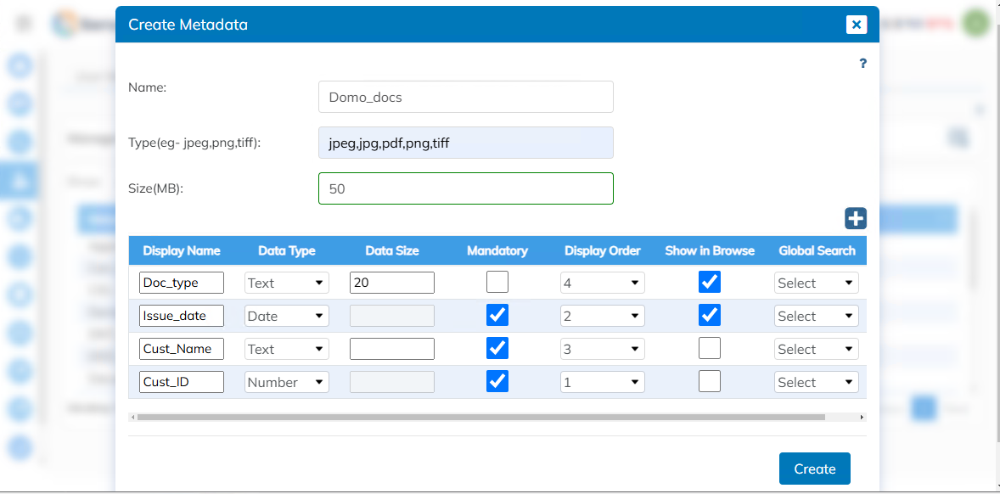 Create Metadata
?
Name:
Domo_docs
Type(eg- jpeg,png,tiff):
jpeg,jpg,pdf,png,tiff
Size(MB):
50
Display Name Data Type Data Size Mandatory Display Order Show in Browse Global Search
Doc_type Text 20 4 Select
Issue_date Date 2 Select
Cust_Name Text 3 Select
Cust_ID Number 1 Select
Create